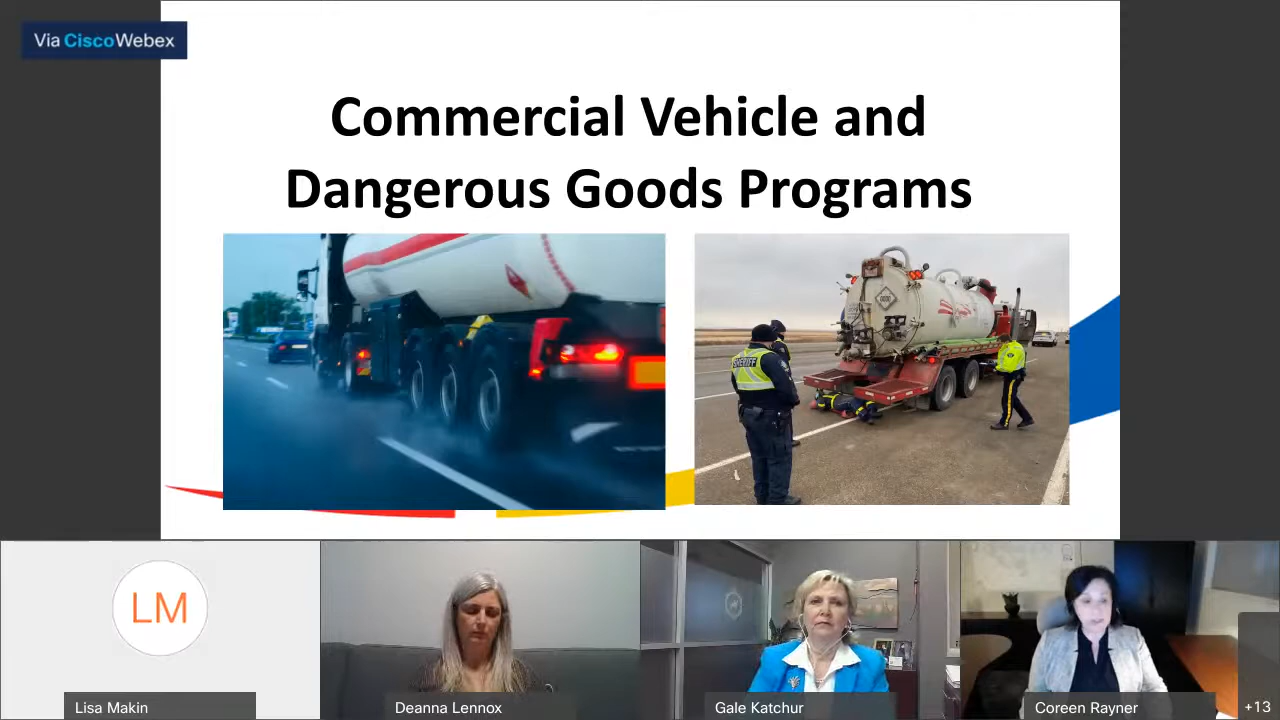 Via CiscoWebex
Commercial Vehicle and
Dangerous Goods Programs
SHERIFF
LM
Lisa Makin
Deanna Lennox
Gale Katchur
Coreen Rayner
+13